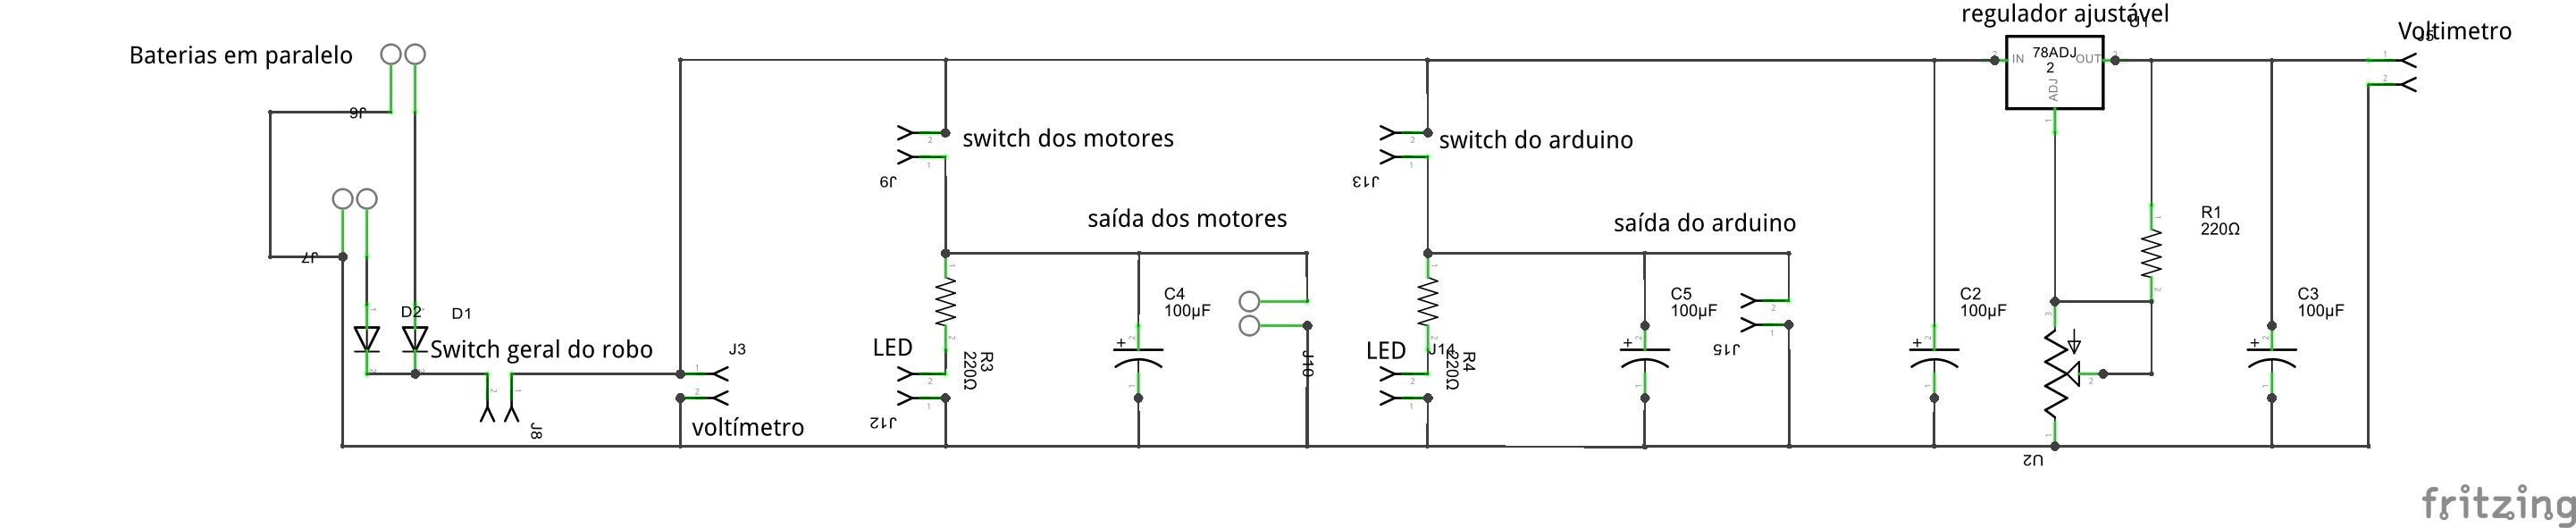 regulador ajustável
U1
Baterias em paralelo
Voltimetro
J5
78ADJ
2
IN
OUT
ADJ
J6
switch dos motores
switch do arduino
J9
J13
saída dos motores
saída do arduino
R1
220Ω
J7
D2
D1
Switch geral do robo
J3
LED
R3
220Ω
C4
100µF
J10
LED
J14
R4
220Ω
C5
100µF
J15
C2
100µF
C3
100µF
J8
voltímetro
J12
U2
fritzing